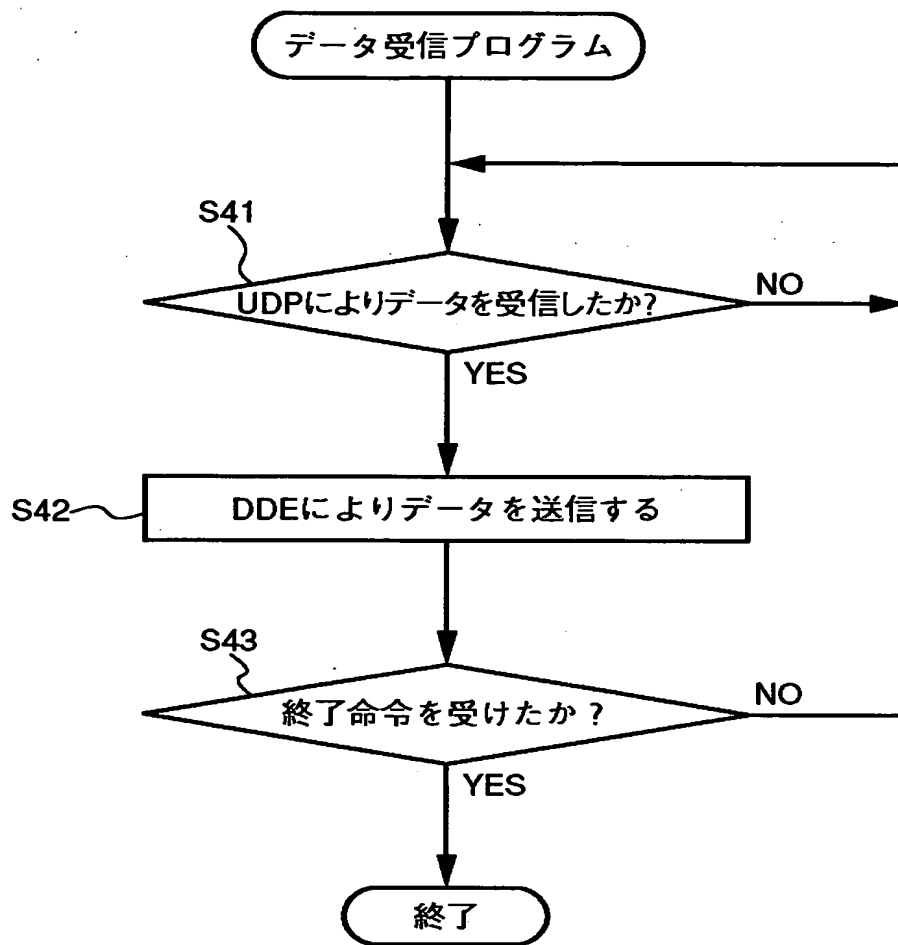 データ受信プログラム
S41
UDPによりデータを受信したか?
NO
YES
S42
DDEによりデータを送信する
S43
終了命令を受けたか?
NO
YES
終了